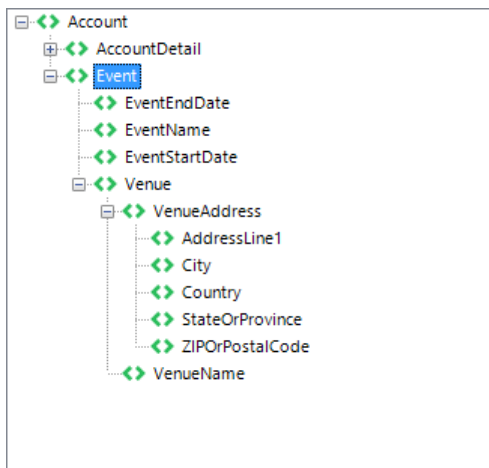 Account
AccountDetail
Event
EventEndDate
EventName
EventStartDate
Venue
VenueAddress
AddressLine1
City
Country
StateOrProvince
ZIPOrPostalCode
VenueName